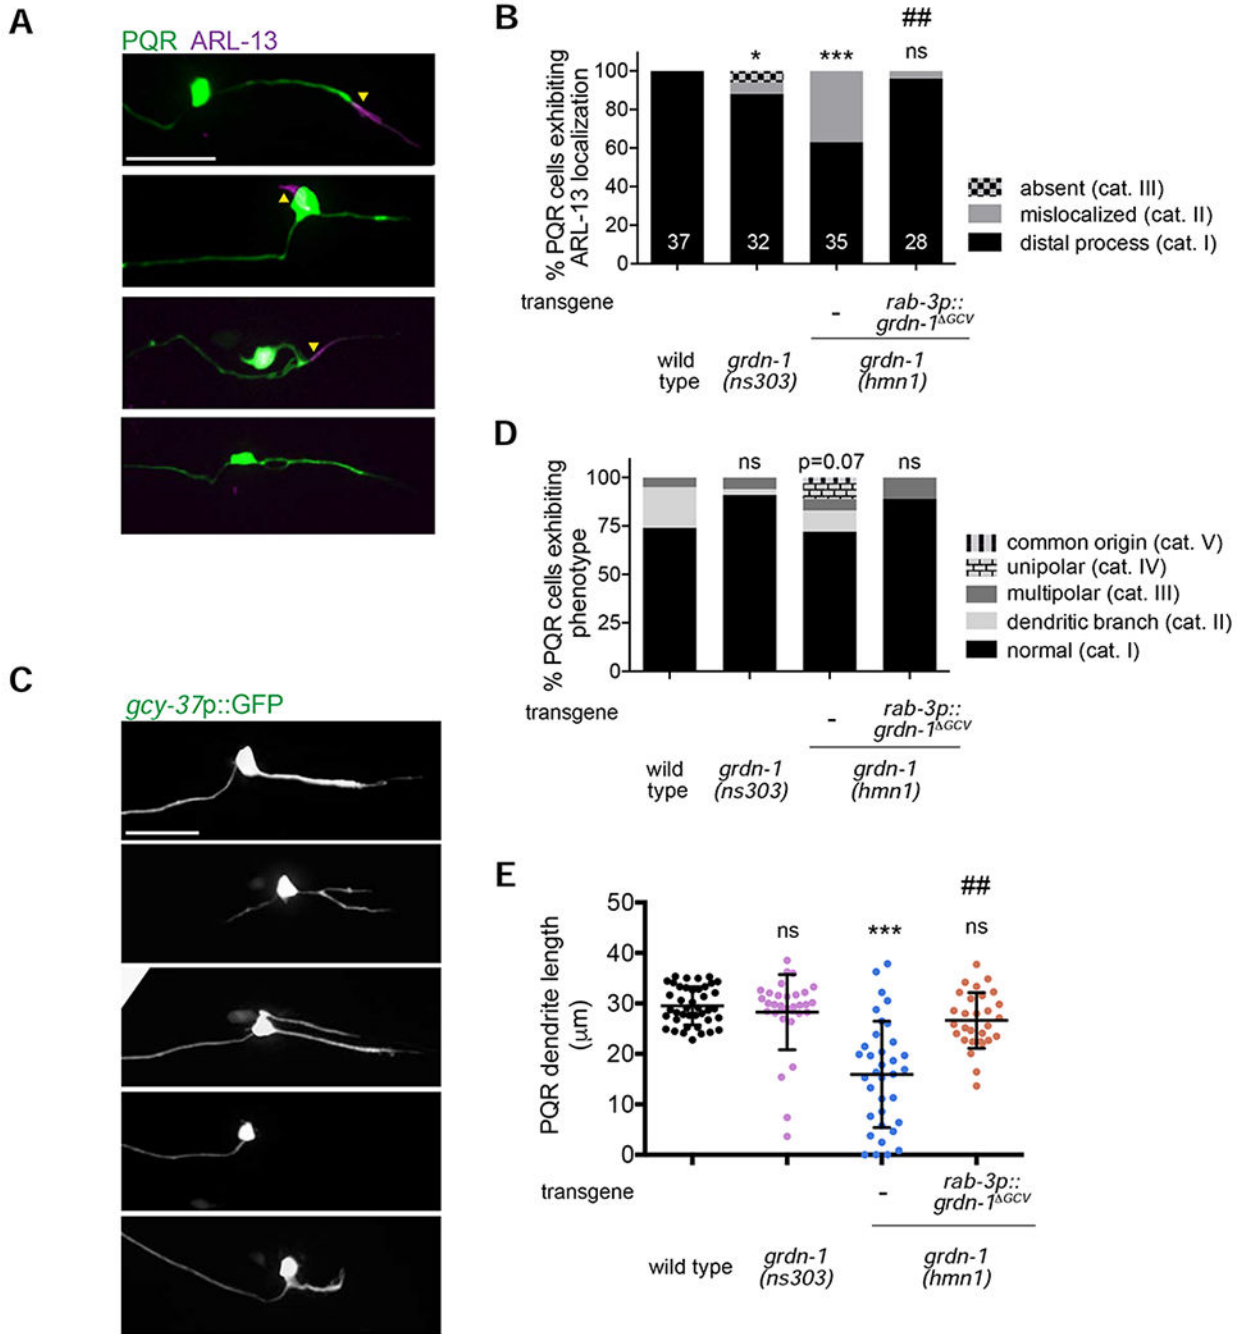 A
PQR ARL-13
B
##
* *** ns
% PQR cells exhibiting
ARL-13 localization
100
80
60
40
20
0
37 32 35 28
absent (cat. III)
mislocalized (cat. II)
distal process (cat. I)
transgene - rab-3p::
grdn-1ΔGCV
wild
type
grdn-1
(ns303)
grdn-1
(hmn1)
D
ns p=0.07 ns
% PQR cells exhibiting
phenotype
100
75
50
25
0
common origin (cat. V)
unipolar (cat. IV)
multipolar (cat. III)
dendritic branch (cat. II)
normal (cat. I)
transgene - rab-3p::
grdn-1ΔGCV
wild
type
grdn-1
(ns303)
grdn-1
(hmn1)
C
gcy-37p::GFP
E
##
ns *** ns
PQR dendrite length
(μm)
50
40
30
20
10
0
transgene - rab-3p::
grdn-1ΔGCV
wild type
grdn-1
(ns303)
grdn-1
(hmn1)